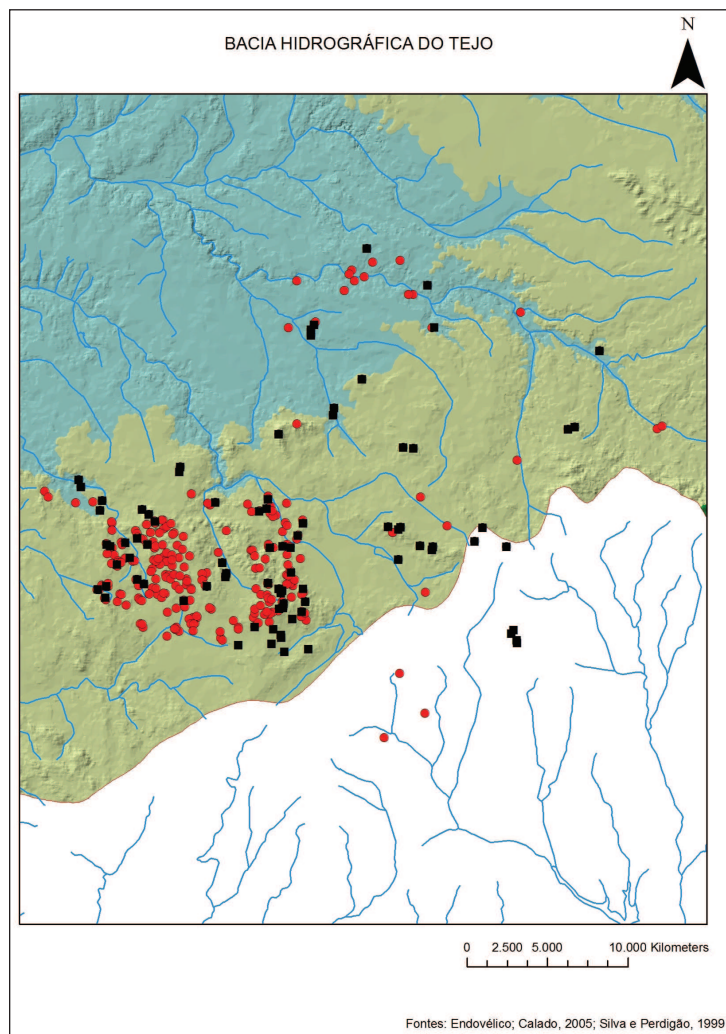 BACIA HIDROGRÁFICA DO TEJO
N
0 2.500 5.000 10.000 Kilometers
Fontes: Endovélico; Calado, 2005; Silva e Perdigão, 1999